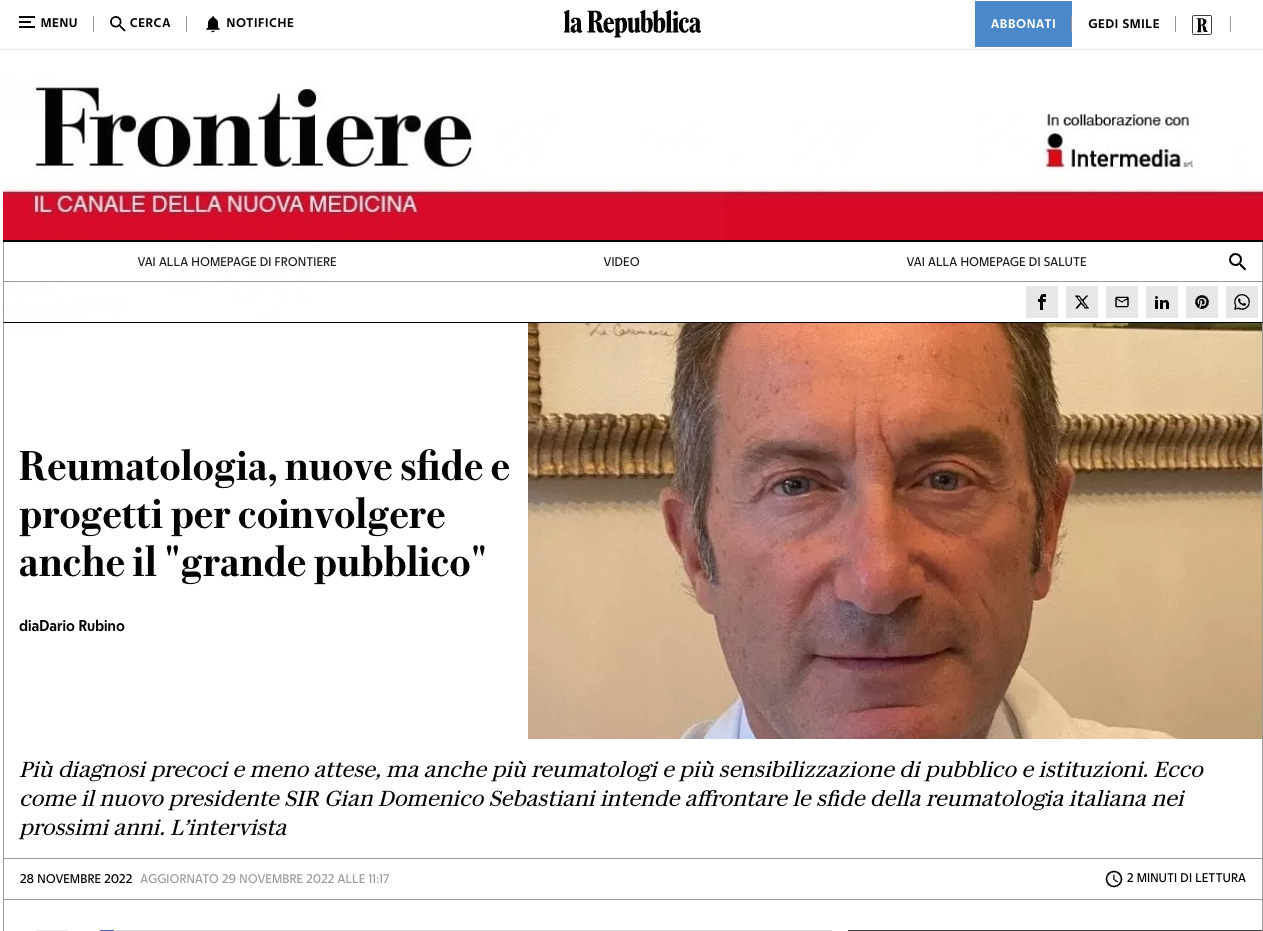 MENU
CERCA
NOTIFICHE
la Repubblica
ABBONATI
GEDI SMILE
R
Frontiere
In collaborazione con
Intermedia srl
IL CANALE DELLA NUOVA MEDICINA
VAI ALLA HOMEPAGE DI FRONTIERE
VIDEO
VAI ALLA HOMEPAGE DI SALUTE
Reumatologia, nuove sfide e
progetti per coinvolgere
anche il "grande pubblico"
diaDario Rubino
Più diagnosi precoci e meno attese, ma anche più reumatologi e più sensibilizzazione di pubblico e istituzioni. Ecco
come il nuovo presidente SIR Gian Domenico Sebastiani intende affrontare le sfide della reumatologia italiana nei
prossimi anni. L’intervista
28 NOVEMBRE 2022 AGGIORNATO 29 NOVEMBRE 2022 ALLE 11:17
2 MINUTI DI LETTURA